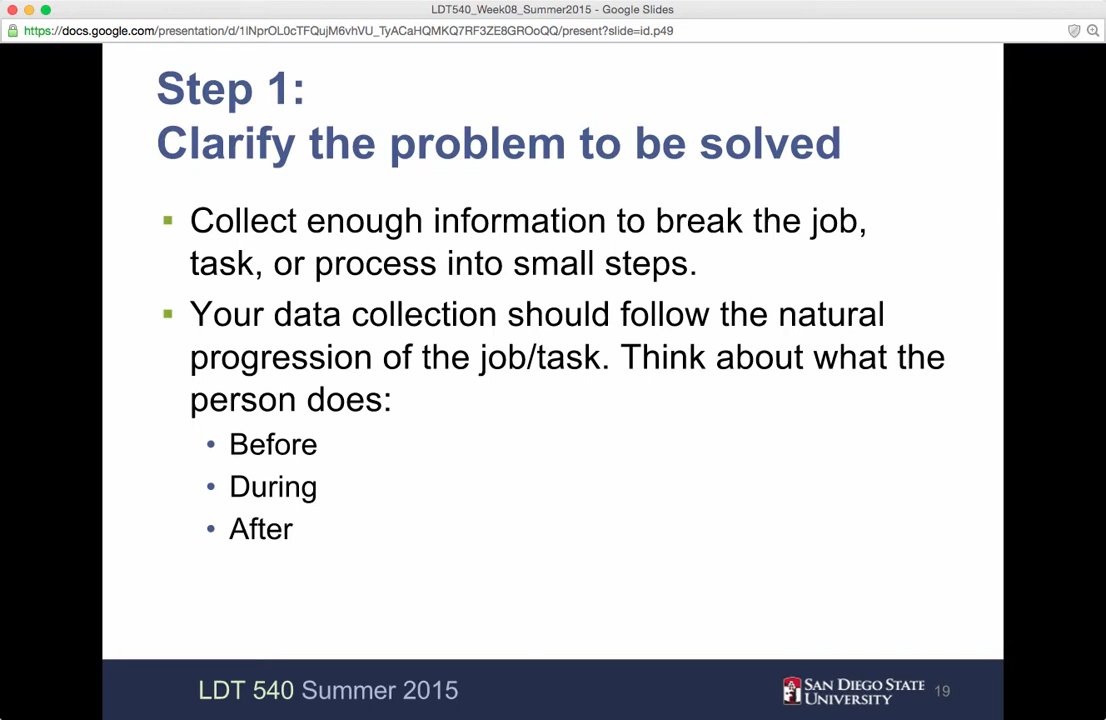 LDT540_Week08_Summer2015 - Google Slides
https://docs.google.com/presentation/d/1lNprOL0cTFQujM6vhVU_TyACaHQMKQ7RF3ZE8GROoQQ/present?slide=id.p49
Step 1:
Clarify the problem to be solved
▪ Collect enough information to break the job,
task, or process into small steps.
▪ Your data collection should follow the natural
progression of the job/task. Think about what the
person does:
• Before
• During
• After
LDT 540 Summer 2015
SAN DIEGO STATE
UNIVERSITY
19